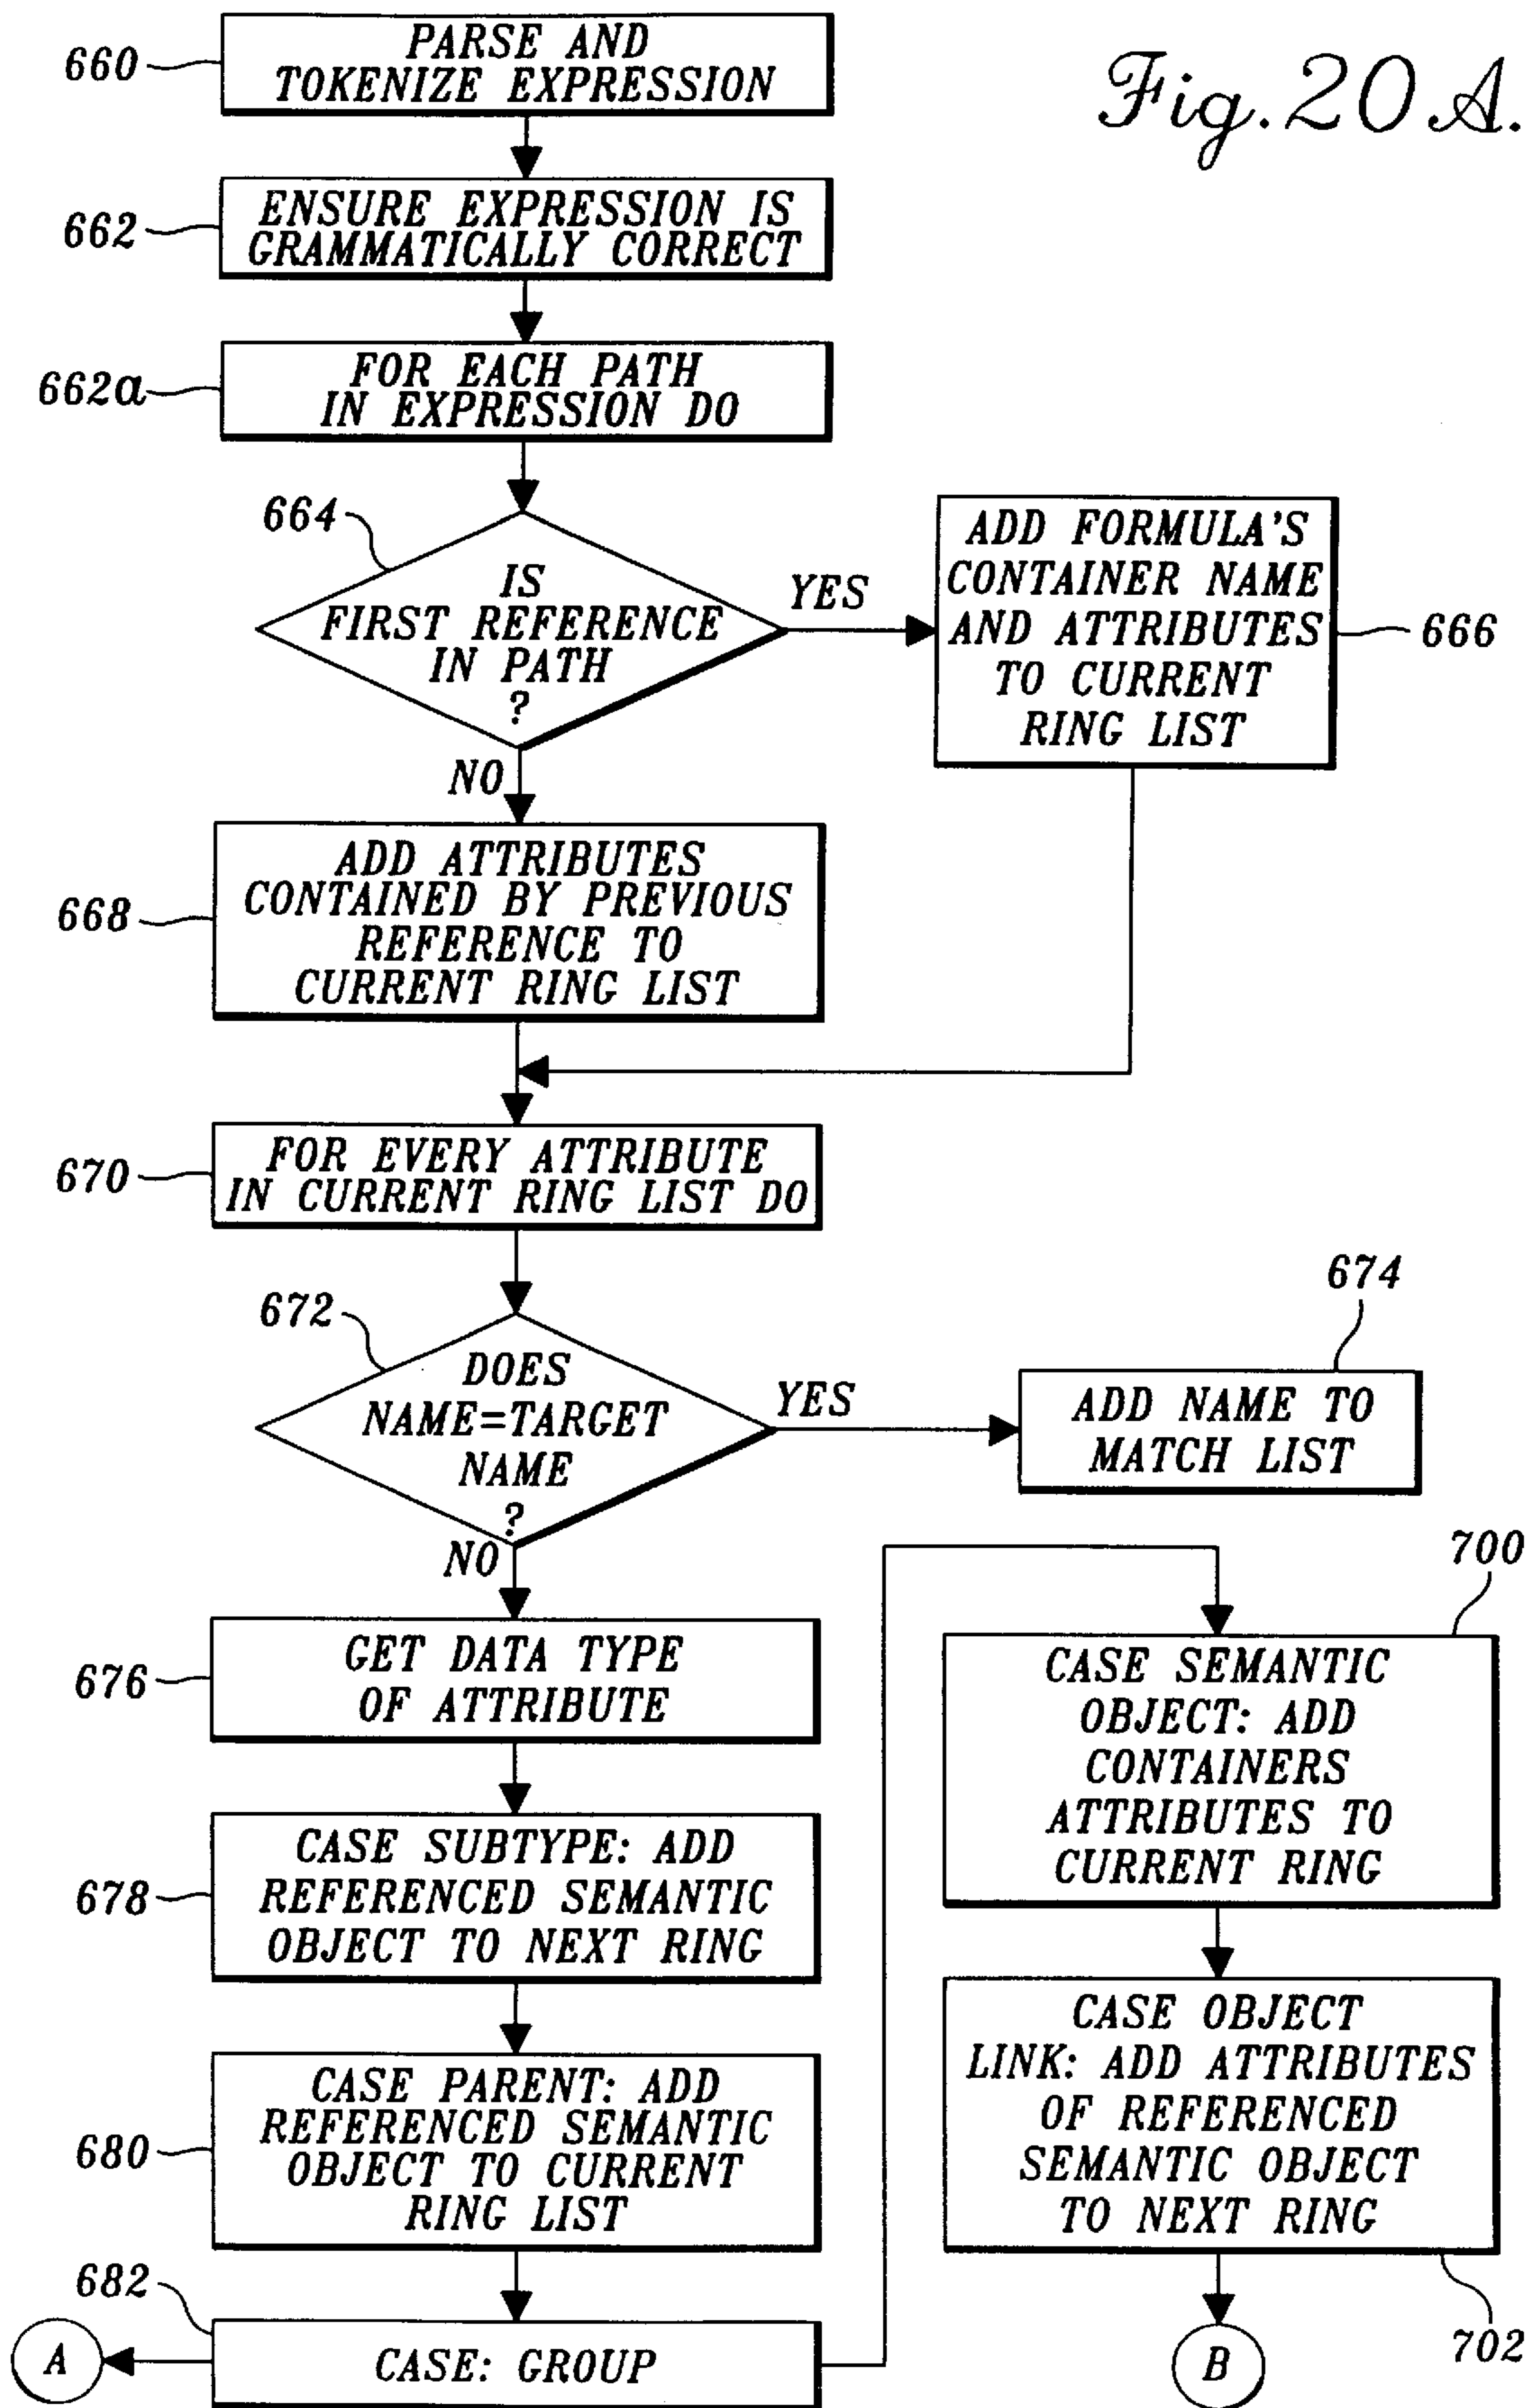 Fig. 20 A.
660
PARSE AND
TOKENIZE EXPRESSION
662
ENSURE EXPRESSION IS
GRAMMATICALLY CORRECT
662a
FOR EACH PATH
IN EXPRESSION DO
664
IS
FIRST REFERENCE
IN PATH
?
YES
NO
ADD FORMULA'S
CONTAINER NAME
AND ATTRIBUTES
TO CURRENT
RING LIST
666
668
ADD ATTRIBUTES
CONTAINED BY PREVIOUS
REFERENCE TO
CURRENT RING LIST
670
FOR EVERY ATTRIBUTE
IN CURRENT RING LIST DO
672
DOES
NAME=TARGET
NAME
?
YES
NO
674
ADD NAME TO
MATCH LIST
676
GET DATA TYPE
OF ATTRIBUTE
678
CASE SUBTYPE: ADD
REFERENCED SEMANTIC
OBJECT TO NEXT RING
680
CASE PARENT: ADD
REFERENCED SEMANTIC
OBJECT TO CURRENT
RING LIST
682
CASE: GROUP
A
700
CASE SEMANTIC
OBJECT: ADD
CONTAINERS
ATTRIBUTES TO
CURRENT RING
CASE OBJECT
LINK: ADD ATTRIBUTES
OF REFERENCED
SEMANTIC OBJECT
TO NEXT RING
702
B